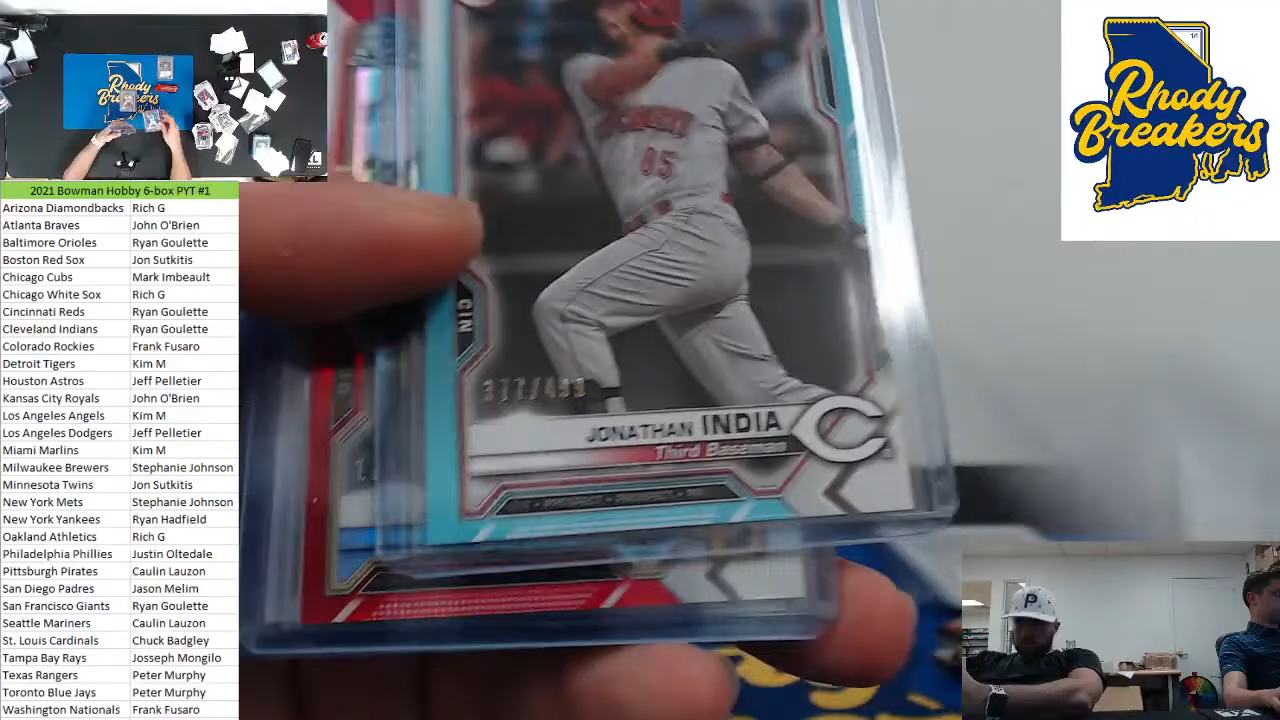 2021 Bowman Hobby 6-box PYT #1
Arizona Diamondbacks Rich G
Atlanta Braves John O'Brien
Baltimore Orioles Ryan Goulette
Boston Red Sox Jon Sutkitis
Chicago Cubs Mark Imbeault
Chicago White Sox Rich G
Cincinnati Reds Ryan Goulette
Cleveland Indians Ryan Goulette
Colorado Rockies Frank Fusaro
Detroit Tigers Kim M
Houston Astros Jeff Pelletier
Kansas City Royals John O'Brien
Los Angeles Angels Kim M
Los Angeles Dodgers Jeff Pelletier
Miami Marlins Kim M
Milwaukee Brewers Stephanie Johnson
Minnesota Twins Jon Sutkitis
New York Mets Stephanie Johnson
New York Yankees Ryan Hadfield
Oakland Athletics Rich G
Philadelphia Phillies Justin Oltedale
Pittsburgh Pirates Caulin Lauzon
San Diego Padres Jason Melim
San Francisco Giants Ryan Goulette
Seattle Mariners Caulin Lauzon
St. Louis Cardinals Chuck Badgley
Tampa Bay Rays Josseph Mongilo
Texas Rangers Peter Murphy
Toronto Blue Jays Peter Murphy
Washington Nationals Frank Fusaro
Rhody
Breakers
85
CIN
377/499
JONATHAN INDIA
Third Baseman
C
Rhody
Breakers
1/1
P